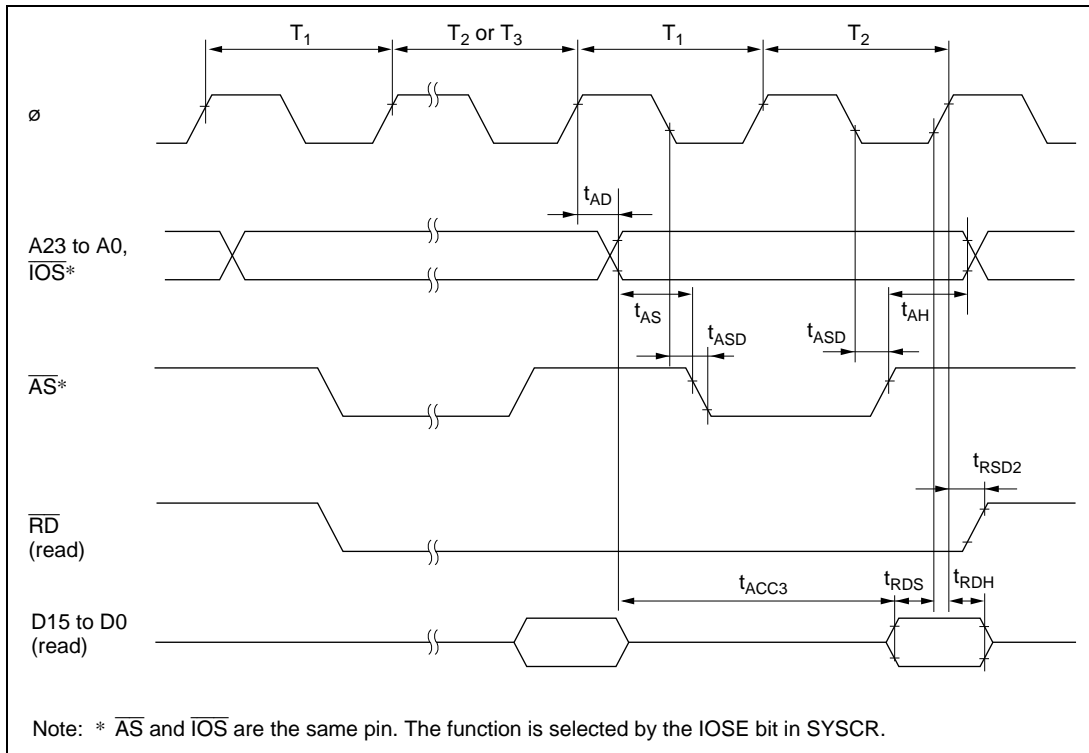 T1 T2 or T3 T1 T2
ø
tAD
A23 to A0,
IOS*
tAS tAH
tASD tASD
AS*
tRSD2
RD
(read)
tACC3 tRDS tRDH
D15 to D0
(read)
Note: * AS and IOS are the same pin. The function is selected by the IOSE bit in SYSCR.